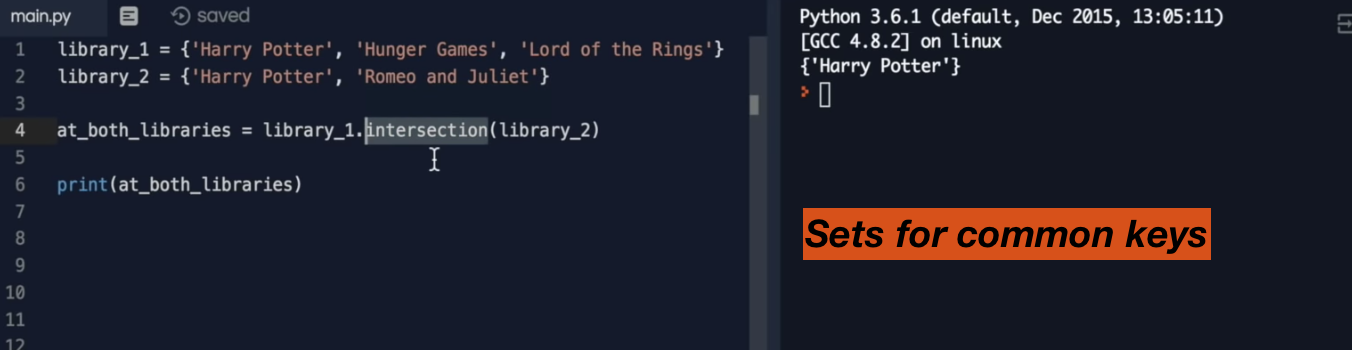 main.py saved
1 library_1 = {'Harry Potter', 'Hunger Games', 'Lord of the Rings'}
2 library_2 = {'Harry Potter', 'Romeo and Juliet'}
3
4 at_both_libraries = library_1.intersection(library_2)
5
6 print(at_both_libraries)
7
8
9
10
11
12
Python 3.6.1 (default, Dec 2015, 13:05:11)
[GCC 4.8.2] on linux
{'Harry Potter'}
Sets for common keys